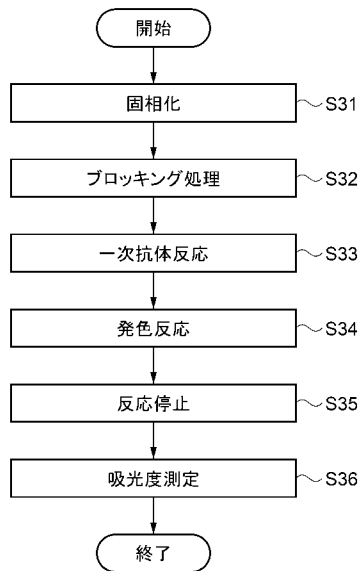 開始
固相化 S31
ブロッキング処理 S32
一次抗体反応 S33
発色反応 S34
反応停止 S35
吸光度測定 S36
終了